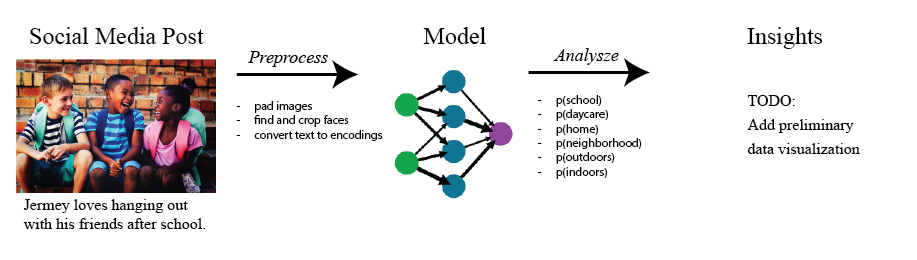 Social Media Post
Preprocess
Model
Analysze
Insights
- pad images
- find and crop faces
- convert text to encodings
- p(school)
- p(daycare)
- p(home)
- p(neighborhood)
- p(outdoors)
- p(indoors)
TODO:
Add preliminary
data visualization
Jermey loves hanging out
with his friends after school.